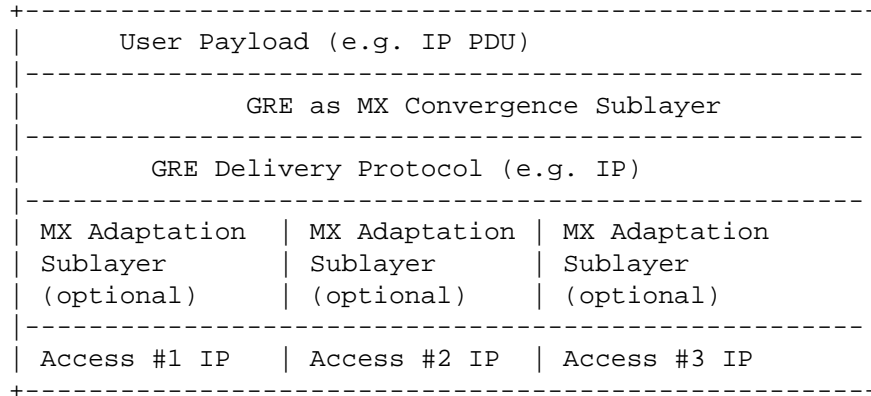 User Payload (e.g. IP PDU)
GRE as MX Convergence Sublayer
GRE Delivery Protocol (e.g. IP)
MX Adaptation | MX Adaptation | MX Adaptation
Sublayer | Sublayer | Sublayer
(optional) | (optional) | (optional)
Access #1 IP | Access #2 IP | Access #3 IP